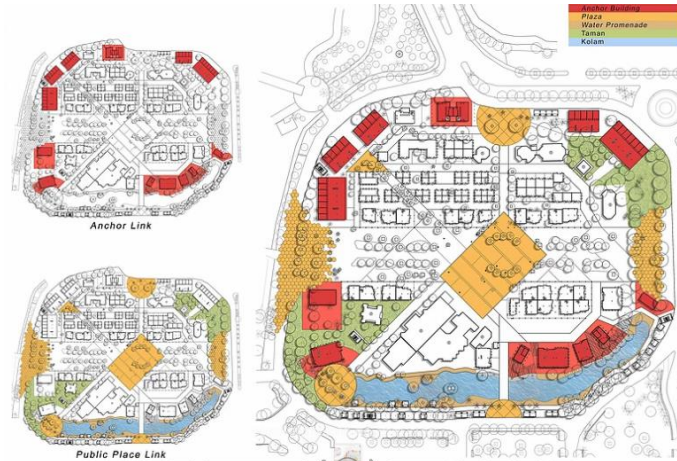 Anchor Building
Plaza
Water Promenade
Taman
Kolam
Anchor Link
Public Place Link